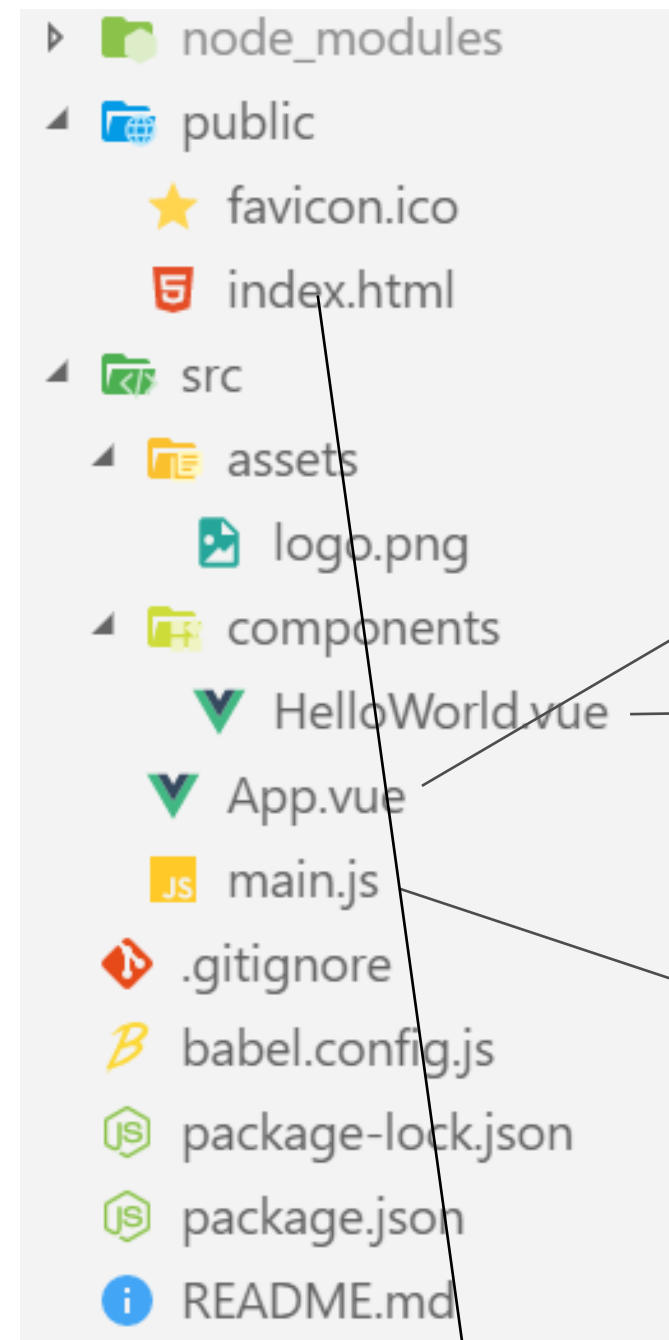 node_modules
public
favicon.ico
index.html
src
assets
logo.png
components
HelloWorld.vue
App.vue
main.js
.gitignore
babel.config.js
package-lock.json
package.json
README.md